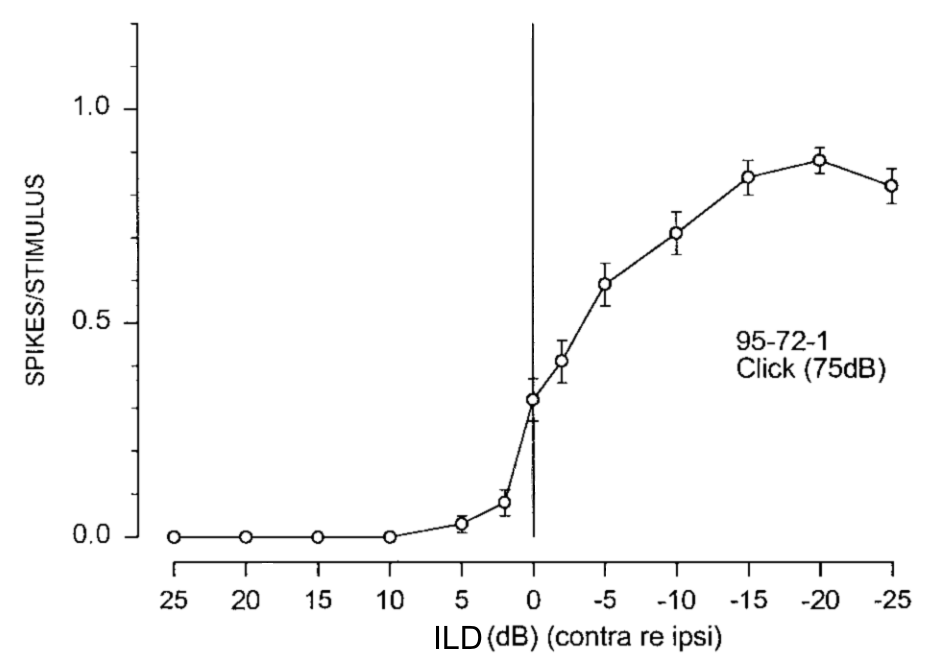 SPIKES/STIMULUS
1.0
0.5
0.0
95-72-1
Click (75dB)
25 20 15 10 5 0 -5 -10 -15 -20 -25
ILD (dB) (contra re ipsi)